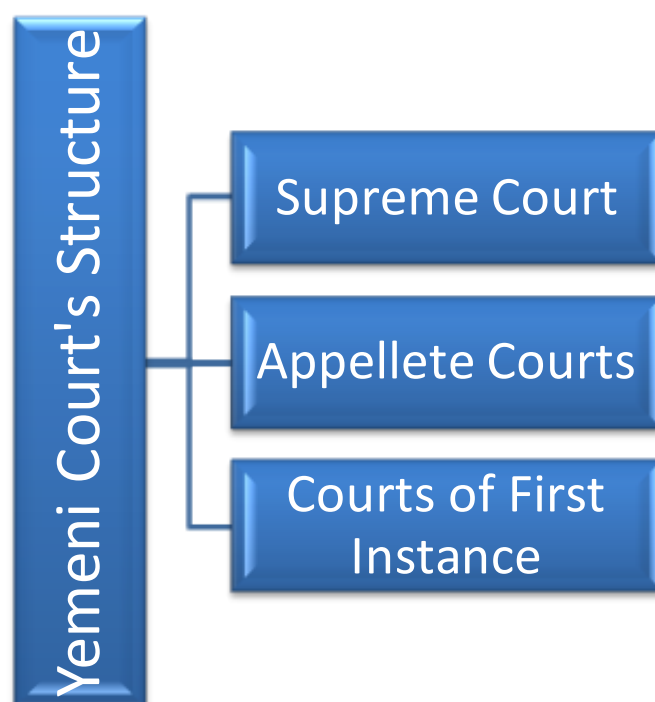 Yemeni Court's Structure
Supreme Court
Appellete Courts
Courts of First
Instance